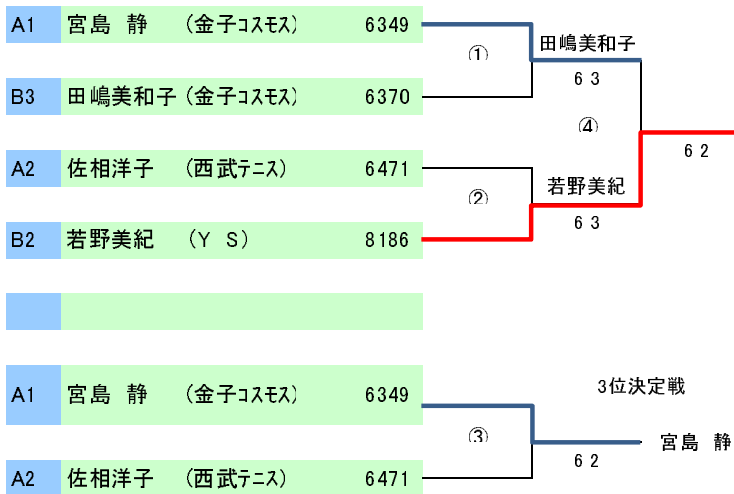 A1 宮島 静 (金子コスモス) 6349
① 田嶋美和子
6 3
B3 田嶋美和子 (金子コスモス) 6370
④
6 2
A2 佐相洋子 (西武テニス) 6471
② 若野美紀
6 3
B2 若野美紀 (Y S) 8186
A1 宮島 静 (金子コスモス) 6349
3位決定戦
③ 宮島 静
6 2
A2 佐相洋子 (西武テニス) 6471